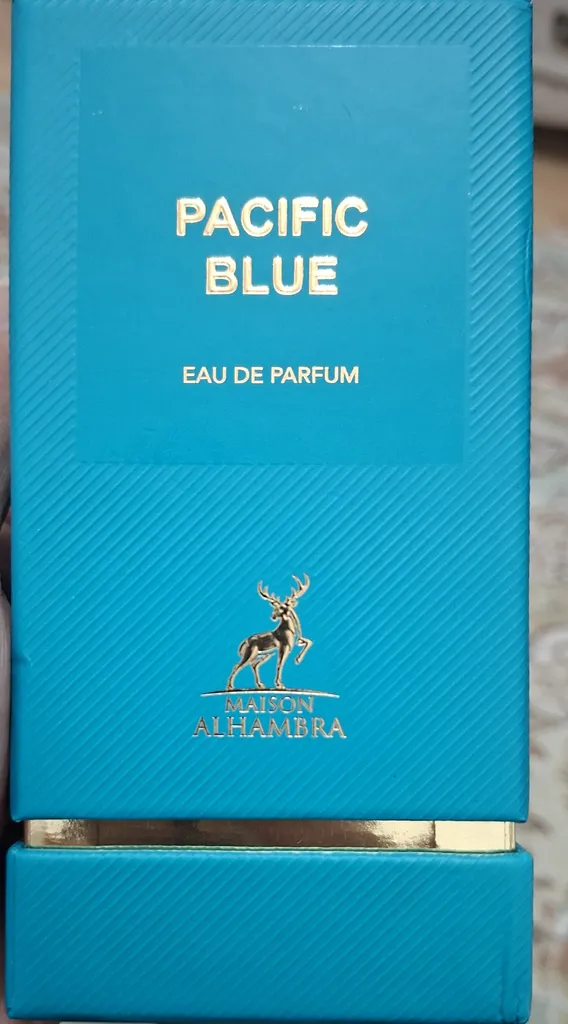 PACIFIC
BLUE
EAU DE PARFUM
MAISON
ALHAMBRA